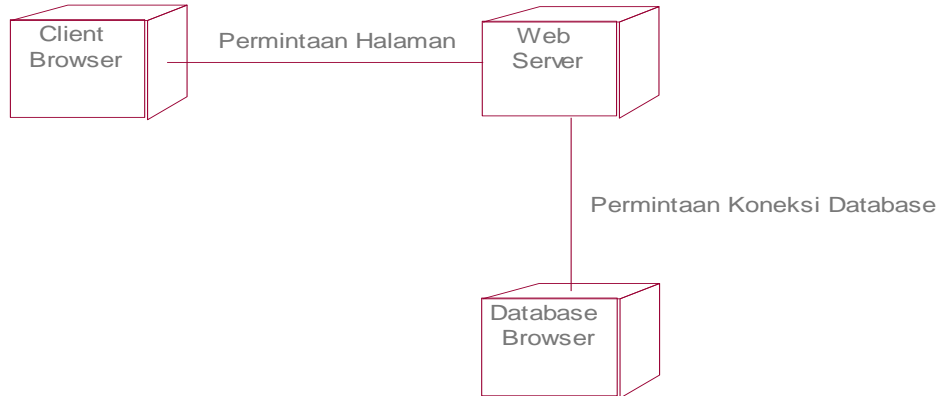 Client
Browser
Permintaan Halaman
Web
Server
Permintaan Koneksi Database
Database
Browser